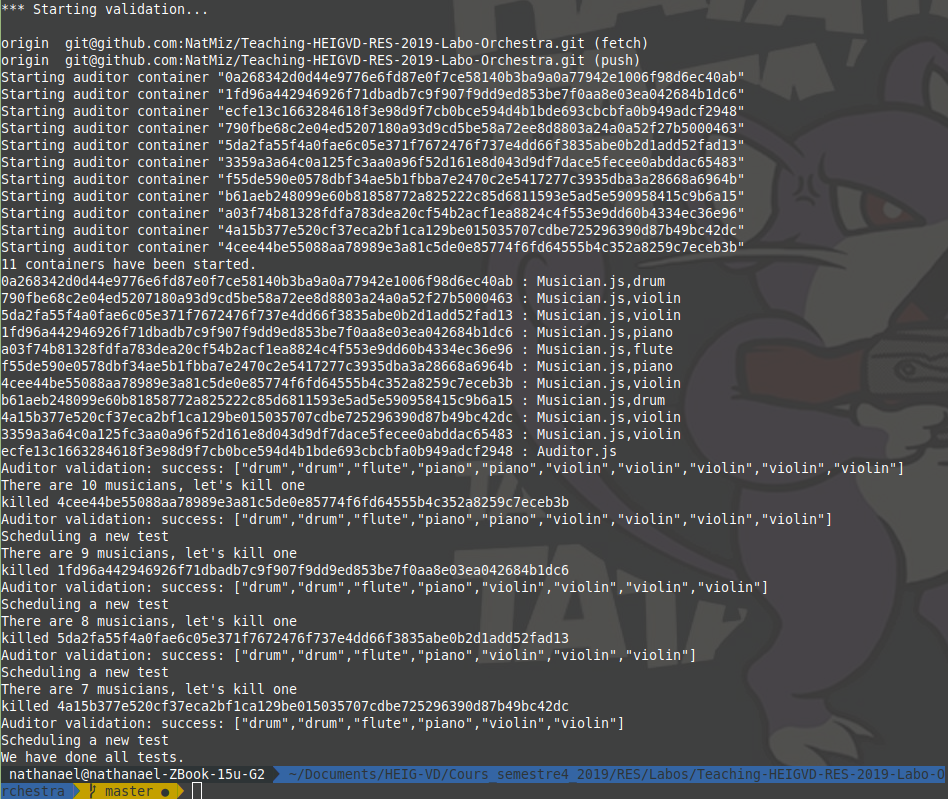 *** Starting validation...
origin  git@github.com:NatMiz/Teaching-HEIGVD-RES-2019-Labo-Orchestra.git (fetch)
origin  git@github.com:NatMiz/Teaching-HEIGVD-RES-2019-Labo-Orchestra.git (push)
Starting auditor container "0a268342d0d44e9776e6fd87e0f7ce58140b3ba9a0a77942e1006f98d6ec40ab"
Starting auditor container "1fd96a442946926f71dbadb7c9f907f9dd9ed853be7f0aa8e03ea042684b1dc6"
Starting auditor container "ecfe13c1663284618f3e98d9f7cb0bce594d4b1bde693cbcbfa0b949adcf2948"
Starting auditor container "790fbe68c2e04ed5207180a93d9cd5be58a72ee8d8803a24a0a52f27b5000463"
Starting auditor container "5da2fa55f4a0fae6c05e371f7672476f737e4dd66f3835abe0b2d1add52fad13"
Starting auditor container "3359a3a64c0a125fc3aa0a96f52d161e8d043d9df7dace5fecee0abddac65483"
Starting auditor container "f55de590e0578dbf34ae5b1fbba7e2470c2e5417277c3935dba3a28668a6964b"
Starting auditor container "b61aeb248099e60b81858772a825222c85d6811593e5ad5e590958415c9b6a15"
Starting auditor container "a03f74b81328fdfa783dea20cf54b2acf1ea8824c4f553e9dd60b4334ec36e96"
Starting auditor container "4a15b377e520cf37eca2bf1ca129be015035707cdbe725296390d87b49bc42dc"
Starting auditor container "4cee44be55088aa78989e3a81c5de0e85774f6fd64555b4c352a8259c7eceb3b"
11 containers have been started.
0a268342d0d44e9776e6fd87e0f7ce58140b3ba9a0a77942e1006f98d6ec40ab : Musician.js,drum
790fbe68c2e04ed5207180a93d9cd5be58a72ee8d8803a24a0a52f27b5000463 : Musician.js,violin
5da2fa55f4a0fae6c05e371f7672476f737e4dd66f3835abe0b2d1add52fad13 : Musician.js,violin
1fd96a442946926f71dbadb7c9f907f9dd9ed853be7f0aa8e03ea042684b1dc6 : Musician.js,piano
a03f74b81328fdfa783dea20cf54b2acf1ea8824c4f553e9dd60b4334ec36e96 : Musician.js,flute
f55de590e0578dbf34ae5b1fbba7e2470c2e5417277c3935dba3a28668a6964b : Musician.js,piano
4cee44be55088aa78989e3a81c5de0e85774f6fd64555b4c352a8259c7eceb3b : Musician.js,violin
b61aeb248099e60b81858772a825222c85d6811593e5ad5e590958415c9b6a15 : Musician.js,drum
4a15b377e520cf37eca2bf1ca129be015035707cdbe725296390d87b49bc42dc : Musician.js,violin
3359a3a64c0a125fc3aa0a96f52d161e8d043d9df7dace5fecee0abddac65483 : Musician.js,violin
ecfe13c1663284618f3e98d9f7cb0bce594d4b1bde693cbcbfa0b949adcf2948 : Auditor.js
Auditor validation: success: ["drum","drum","flute","piano","piano","violin","violin","violin","violin","violin"]
There are 10 musicians, let's kill one
killed 4cee44be55088aa78989e3a81c5de0e85774f6fd64555b4c352a8259c7eceb3b
Auditor validation: success: ["drum","drum","flute","piano","piano","violin","violin","violin","violin"]
Scheduling a new test
There are 9 musicians, let's kill one
killed 1fd96a442946926f71dbadb7c9f907f9dd9ed853be7f0aa8e03ea042684b1dc6
Auditor validation: success: ["drum","drum","flute","piano","violin","violin","violin","violin"]
Scheduling a new test
There are 8 musicians, let's kill one
killed 5da2fa55f4a0fae6c05e371f7672476f737e4dd66f3835abe0b2d1add52fad13
Auditor validation: success: ["drum","drum","flute","piano","violin","violin","violin"]
Scheduling a new test
There are 7 musicians, let's kill one
killed 4a15b377e520cf37eca2bf1ca129be015035707cdbe725296390d87b49bc42dc
Auditor validation: success: ["drum","drum","flute","piano","violin","violin"]
Scheduling a new test
We have done all tests.
nathanael@nathanael-ZBook-15u-G2 ~/Documents/HEIG-VD/Cours_semestre4_2019/RES/Labos/Teaching-HEIGVD-RES-2019-Labo-O
rchestra master ●